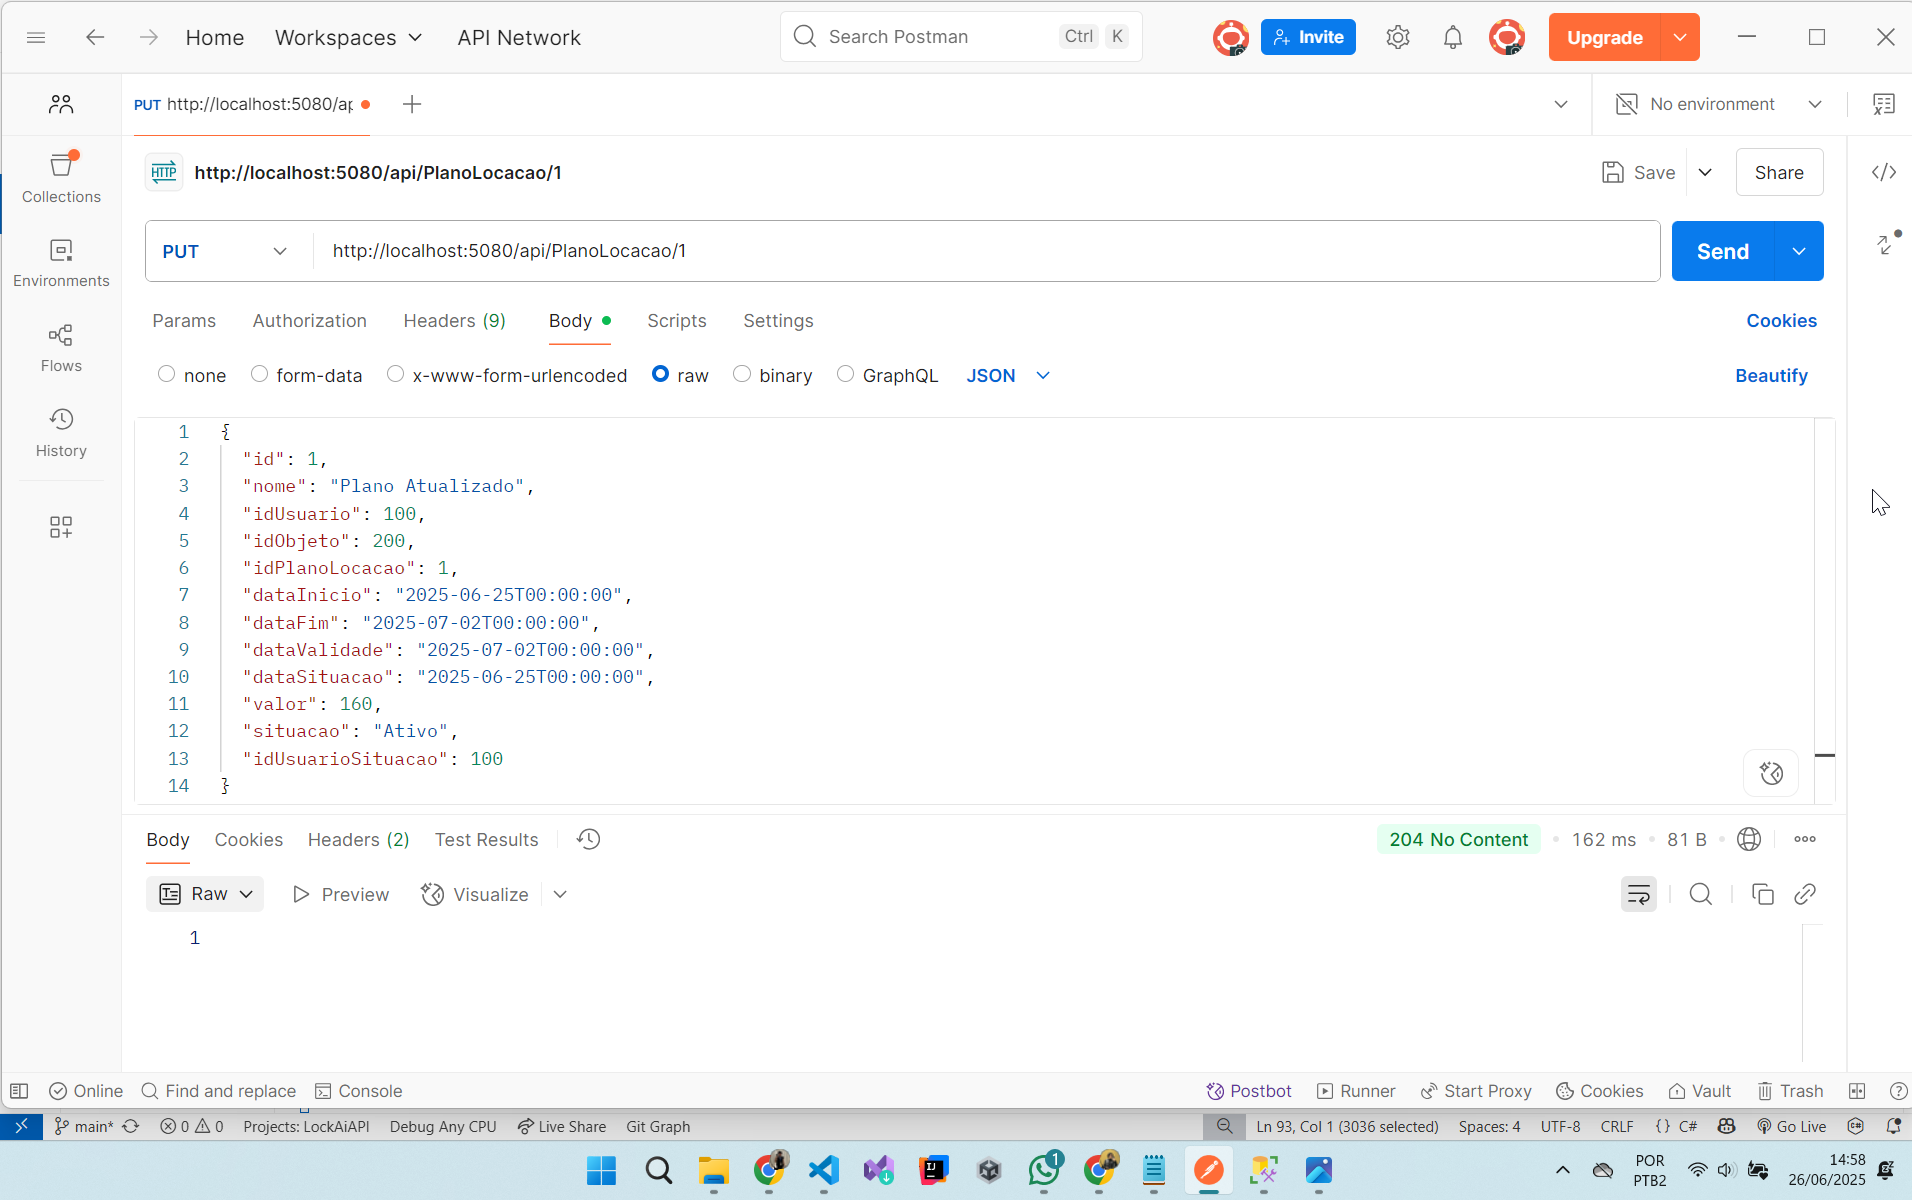 Home
Workspaces
API Network
Search Postman
Ctrl
K
Invite
Upgrade
PUT http://localhost:5080/ap
No environment
HTTP
http://localhost:5080/api/PlanoLocacao/1
Save
Share
Collections
Environments
Flows
History
PUT
http://localhost:5080/api/PlanoLocacao/1
Send
Params
Authorization
Headers (9)
Body
Scripts
Settings
Cookies
none
form-data
x-www-form-urlencoded
raw
binary
GraphQL
JSON
Beautify
1 {
2 "id": 1,
3 "nome": "Plano Atualizado",
4 "idUsuario": 100,
5 "idObjeto": 200,
6 "idPlanoLocacao": 1,
7 "dataInicio": "2025-06-25T00:00:00",
8 "dataFim": "2025-07-02T00:00:00",
9 "dataValidade": "2025-07-02T00:00:00",
10 "dataSituacao": "2025-06-25T00:00:00",
11 "valor": 160,
12 "situacao": "Ativo",
13 "idUsuarioSituacao": 100
14 }
Body
Cookies
Headers (2)
Test Results
204 No Content
162 ms
81 B
Raw
Preview
Visualize
1
Online
Find and replace
Console
Postbot
Runner
Start Proxy
Cookies
Vault
Trash
main*
0
0
Projects: LockAiAPI
Debug Any CPU
Live Share
Git Graph
Ln 93, Col 1 (3036 selected)
Spaces: 4
UTF-8
CRLF
{ } C#
Go Live
1
POR
PTB2
14:58
26/06/2025